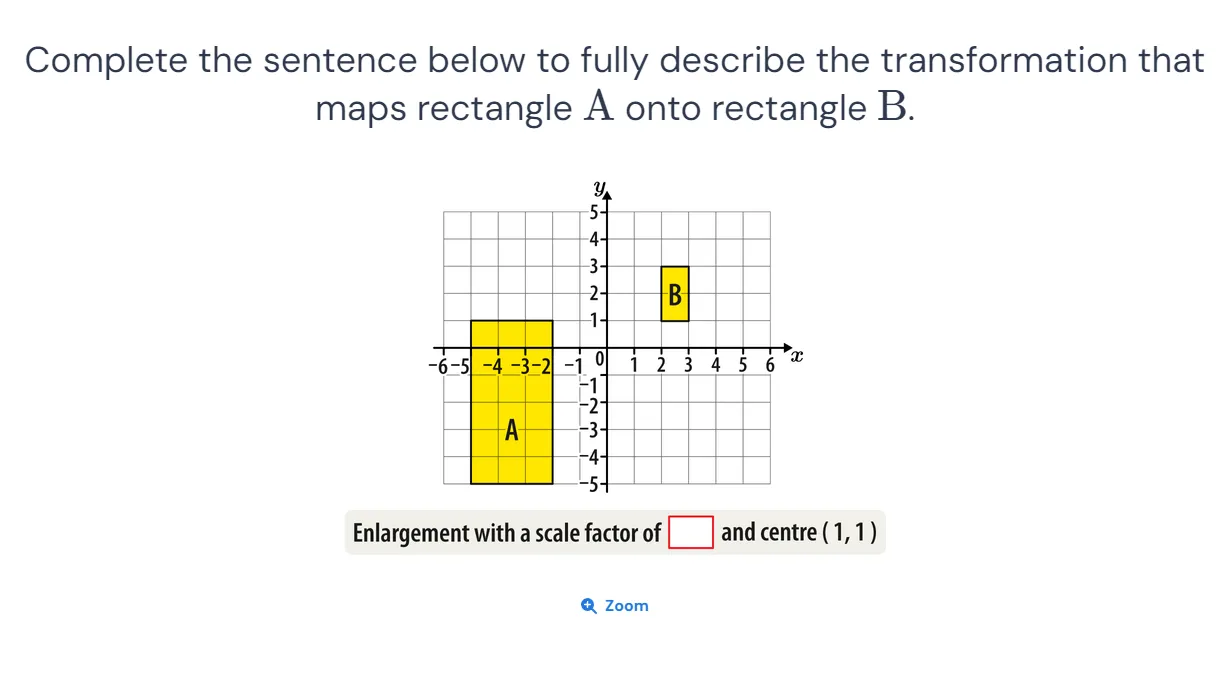 Complete the sentence below to fully describe the transformation that
maps rectangle A onto rectangle B.
y
5
4
3
B
2
1
−6 −5 −4 −3 −2 −1 0 1 2 3 4 5 6 x
−1
−2
A
−3
−4
−5
Enlargement with a scale factor of and centre ( 1, 1 )
Zoom